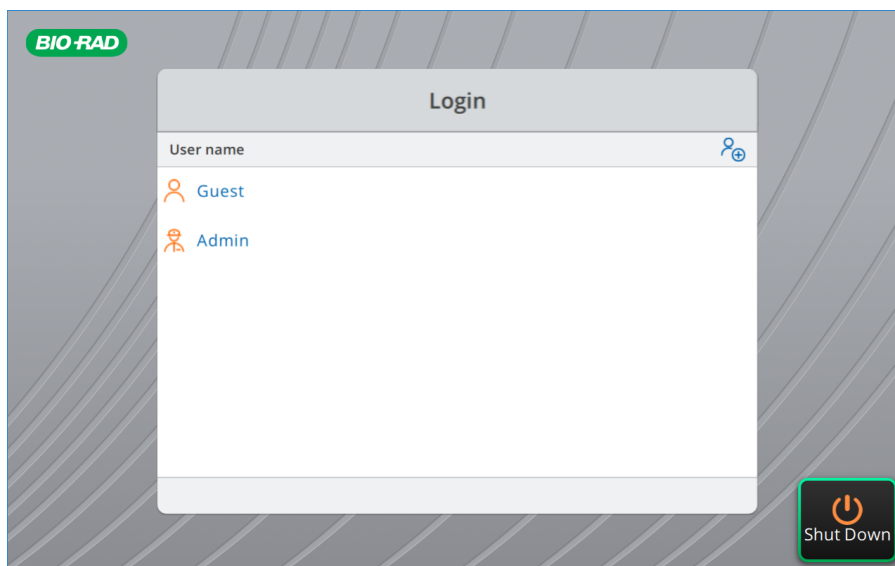 BIO-RAD
Login
User name
Guest
Admin
Shut Down